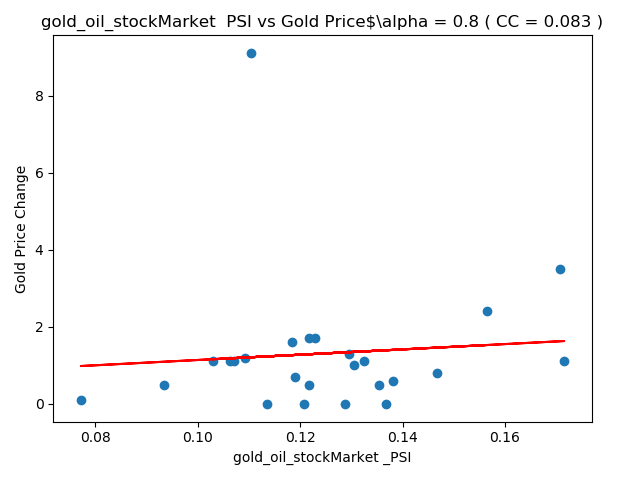 gold_oil_stockMarket  PSI vs Gold Price$\alpha = 0.8 ( CC = 0.083 )
Gold Price Change
8
6
4
2
0
0.08 0.10 0.12 0.14 0.16
gold_oil_stockMarket _PSI